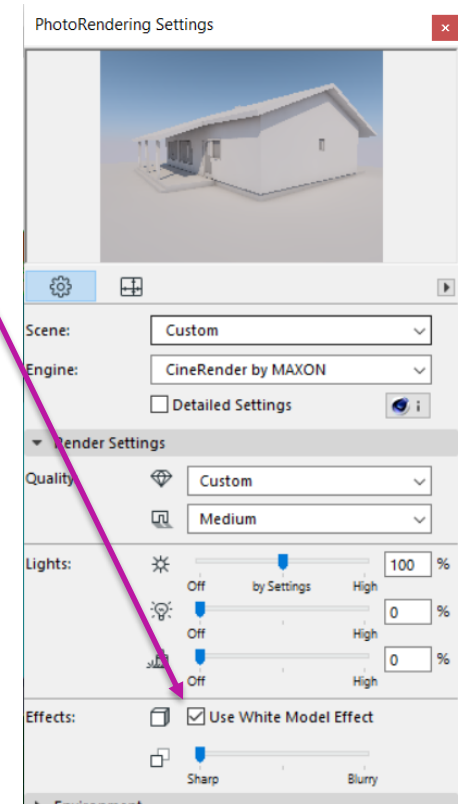 PhotoRendering Settings
Scene: Custom
Engine: CineRender by MAXON
Detailed Settings i
Render Settings
Quality Custom
Medium
Lights: 100 %
Off by Settings High
0 %
Off High
0 %
Off High
Effects: Use White Model Effect
Sharp Blurry
Environment